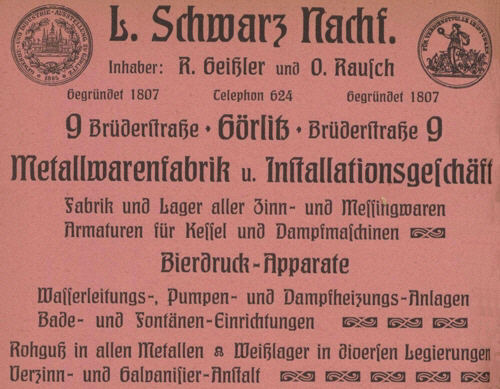 L. Schwarz Nachf.
Inhaber: R. Geißler und O. Rausch
Gegründet 1807 Telephon 624 Gegründet 1807
9 Brüderstraße · Görlitz · Brüderstraße 9
Metallwarenfabrik u. Installationsgeschäft
Fabrik und Lager aller Zinn- und Messingwaren
Armaturen für Kessel und Dampfmaschinen
Bierdruck-Apparate
Wasserleitungs-, Pumpen- und Dampfheizungs-Anlagen
Bade- und Fontänen-Einrichtungen
Rohguß in allen Metallen Weißlager in diversen Legierungen
Verzinn- und Galvanisier-Anstalt